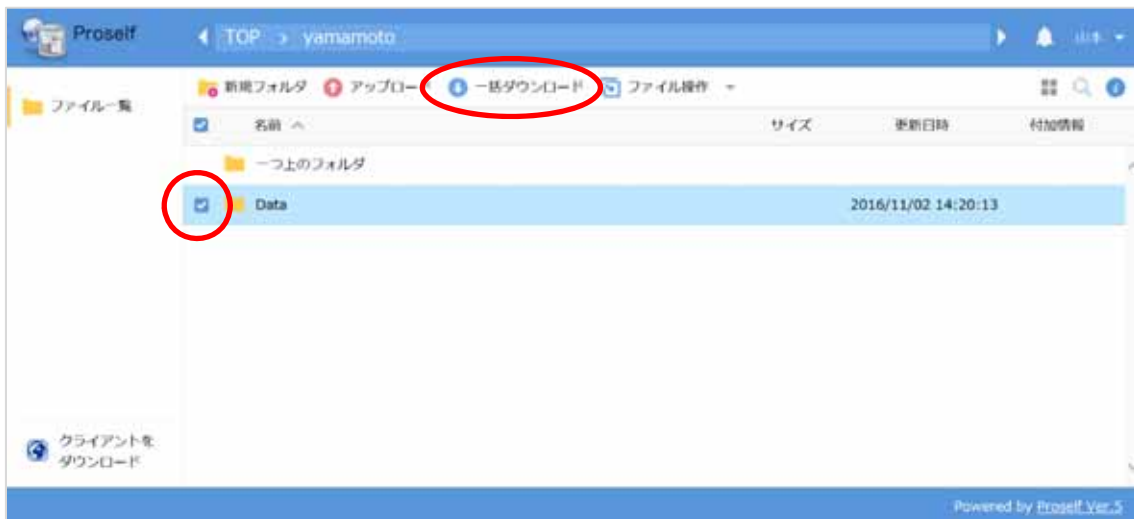 Proself
TOP > yamamoto
山本
ファイル一覧
新規フォルダ アップロード 一括ダウンロード ファイル操作
名前 サイズ 更新日時 付加情報
一つ上のフォルダ
Data 2016/11/02 14:20:13
クライアントを
ダウンロード
Powered by Proself Ver.5